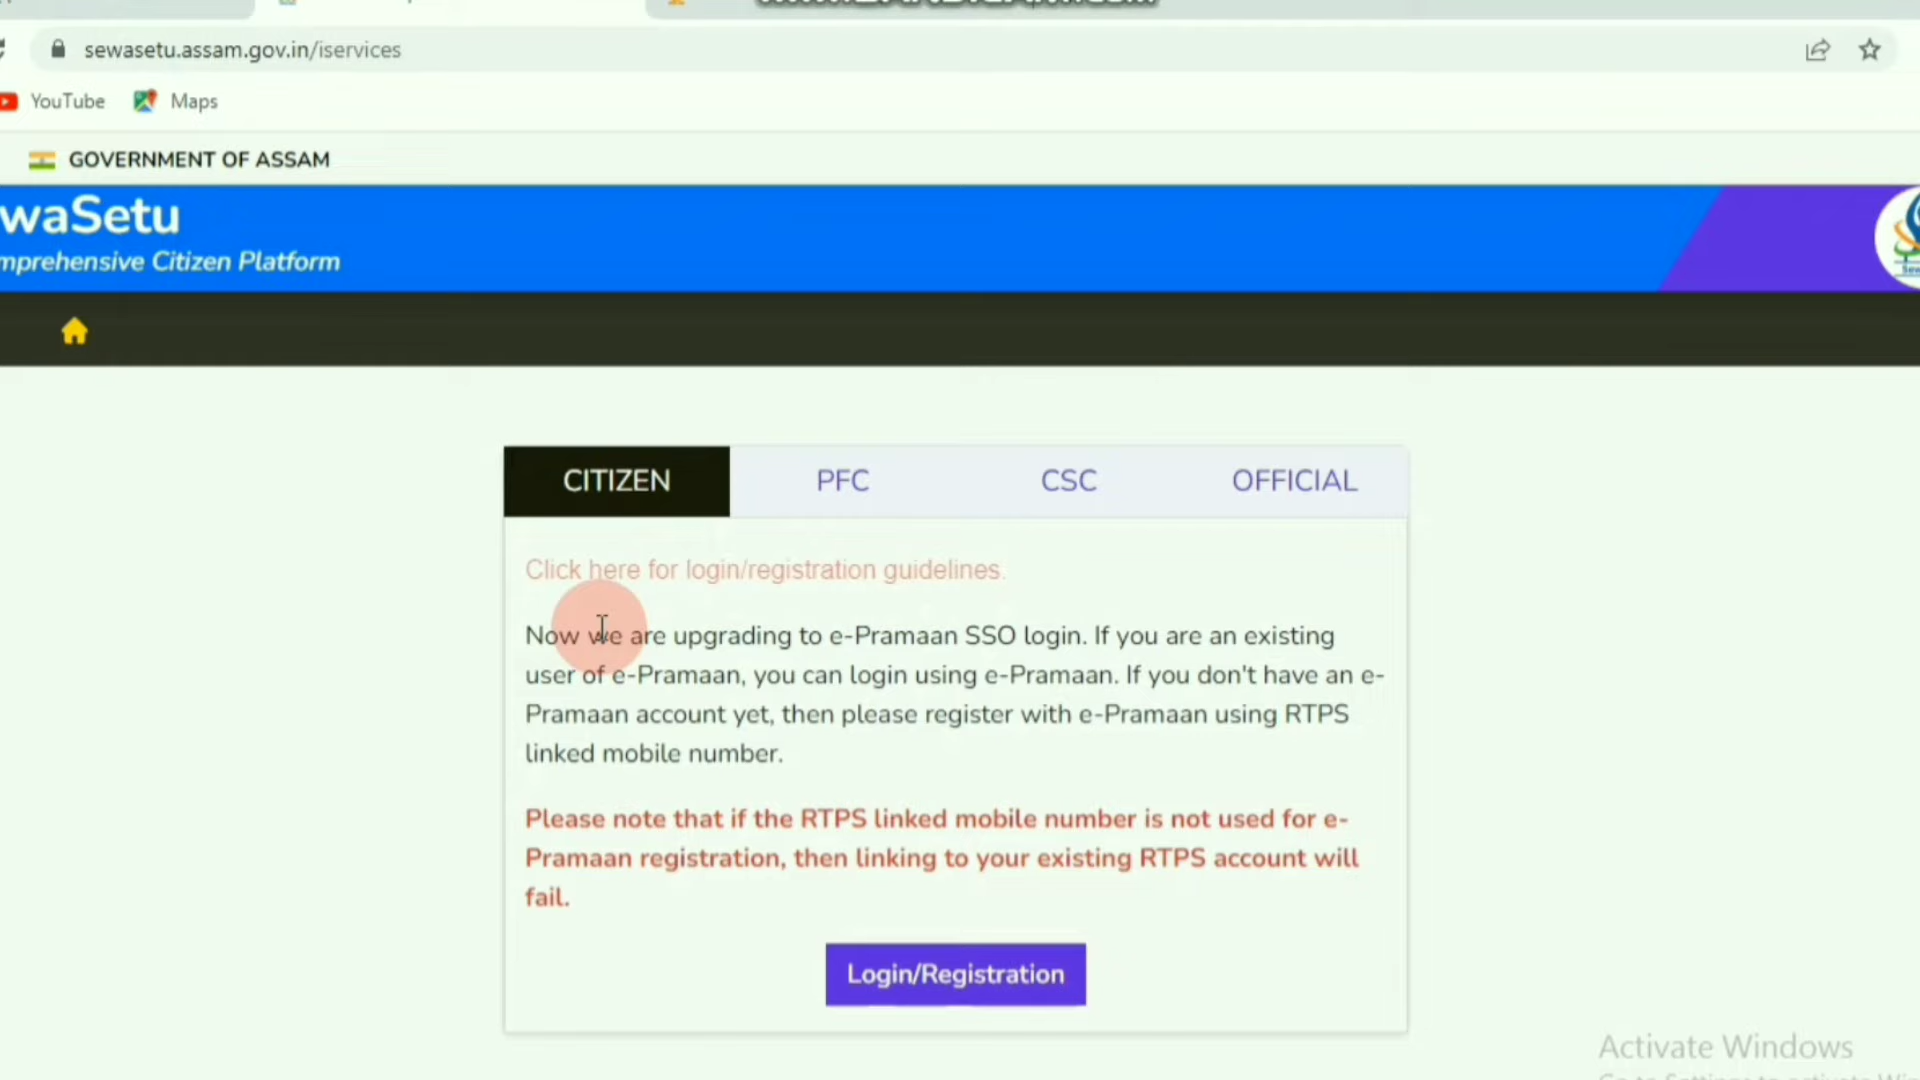 sewasetu.assam.gov.in/iservices
YouTube Maps
GOVERNMENT OF ASSAM
waSetu
mprehensive Citizen Platform
CITIZEN PFC CSC OFFICIAL
Click here for login/registration guidelines.
Now we are upgrading to e-Pramaan SSO login. If you are an existing
user of e-Pramaan, you can login using e-Pramaan. If you don't have an e-
Pramaan account yet, then please register with e-Pramaan using RTPS
linked mobile number.
Please note that if the RTPS linked mobile number is not used for e-
Pramaan registration, then linking to your existing RTPS account will
fail.
Login/Registration
Activate Windows